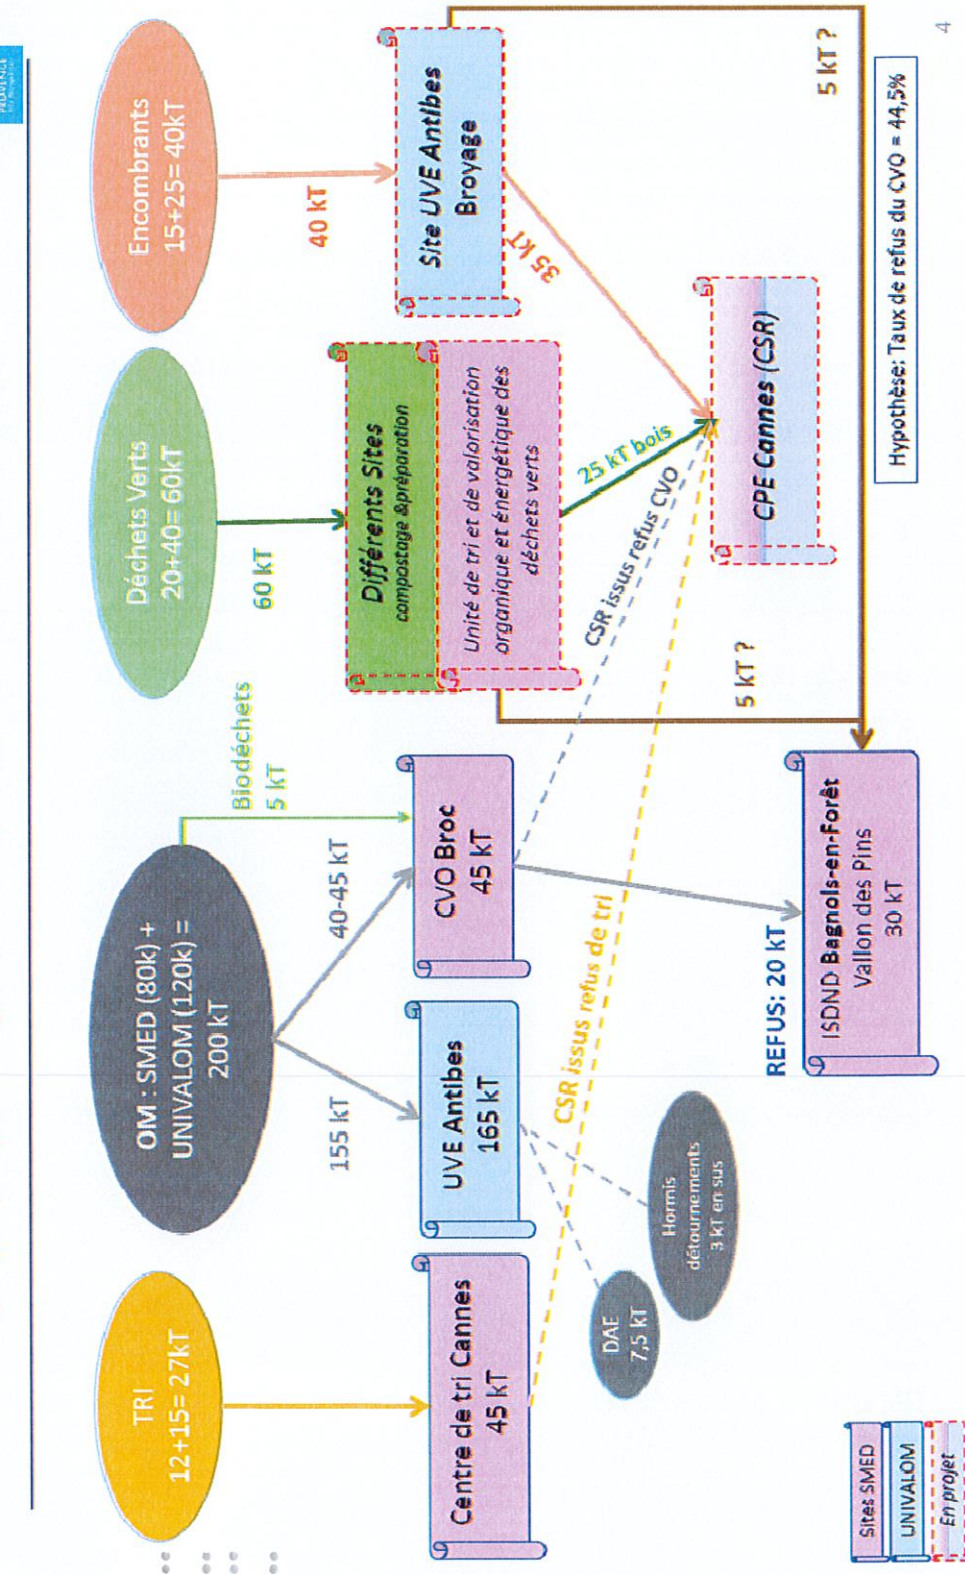 PROVENCE
TRI
12+15= 27kT
OM : SMED (80k) +
UNIVALOM (120k) =
200 kT
Déchets Verts
20+40= 60kT
Encombrants
15+25= 40kT
Biodéchets
5 kT
155 kT
40-45 kT
60 kT
40 kT
Centre de tri Cannes
45 kT
UVE Antibes
165 kT
CVO Broc
45 kT
Différents Sites
compostage &préparation
Unité de tri et de valorisation
organique et énergétique des
déchets verts
Site UVE Antibes
Broyage
35 kT
25 kT bois
CSR issus refus CVO
CSR issus refus de tri
DAE
7,5 kT
Hormis
détournements
3 kT en sus
REFUS: 20 kT
5 kT ?
5 kT ?
CPE Cannes (CSR)
ISDND Bagnols-en-Forêt
Vallon des Pins
30 kT
Hypothèse: Taux de refus du CVO = 44,5%
Sites SMED
UNIVALOM
En projet
4